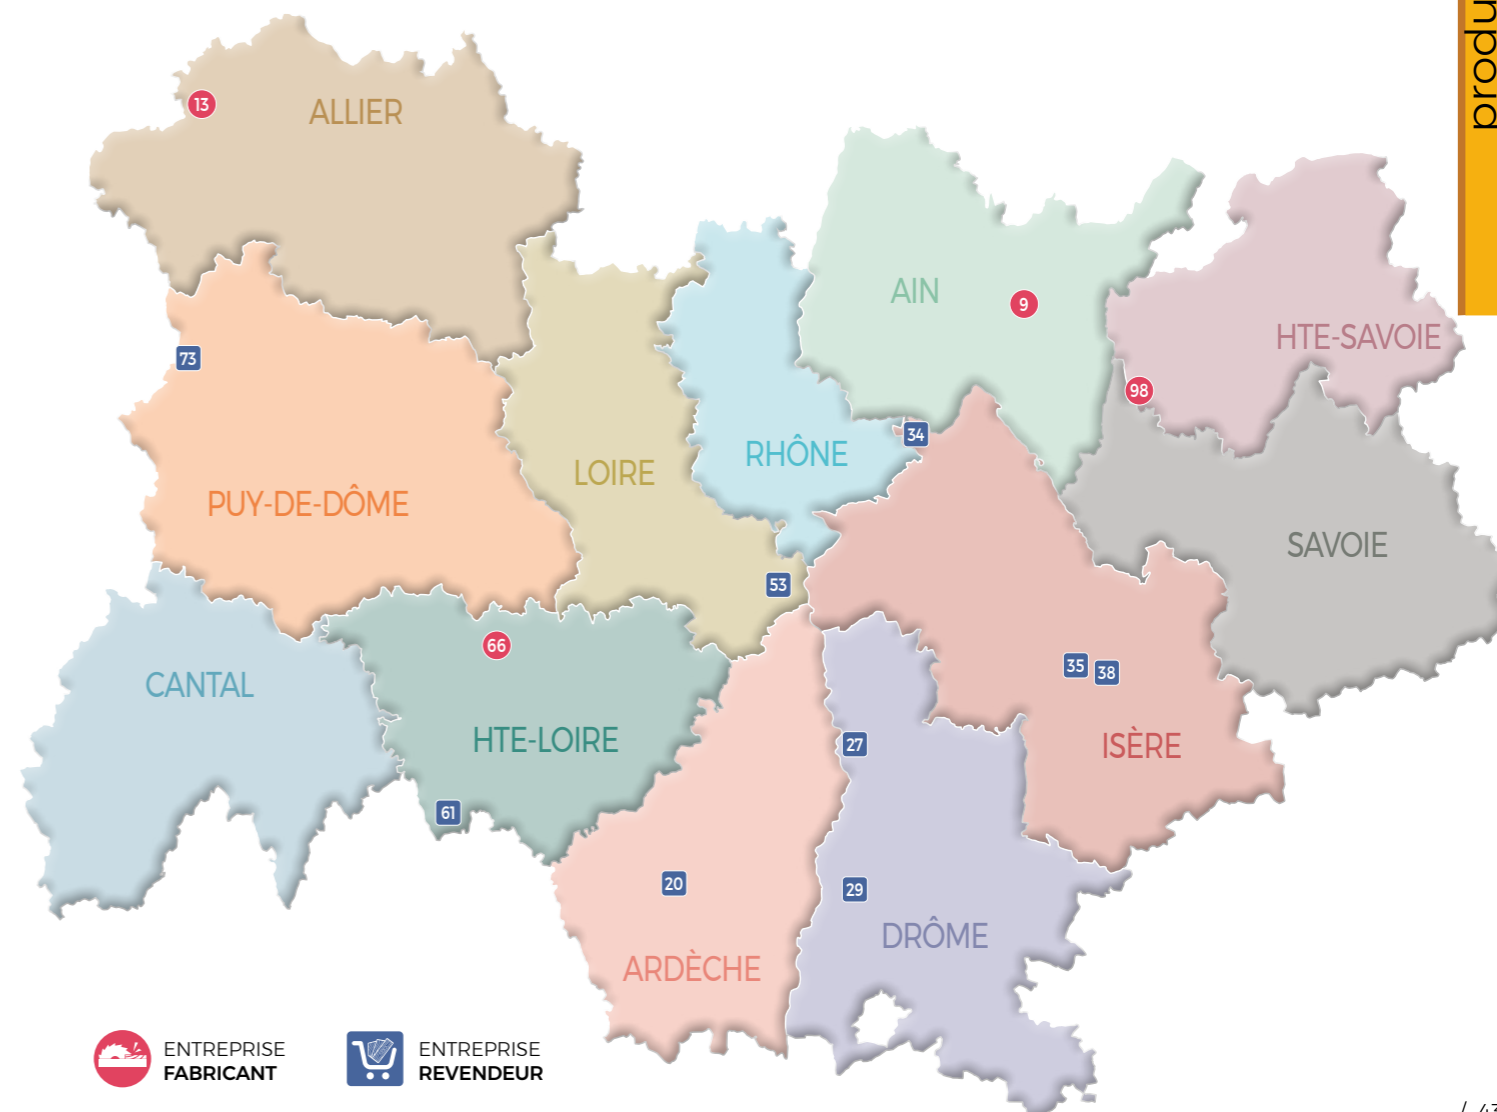 produ
13
ALLIER
AIN
9
HTE-SAVOIE
73
98
34
RHÔNE
LOIRE
PUY-DE-DÔME
SAVOIE
53
66
35
38
CANTAL
HTE-LOIRE
27
ISÈRE
61
20
29
DRÔME
ARDÈCHE
ENTREPRISE
FABRICANT
ENTREPRISE
REVENDEUR